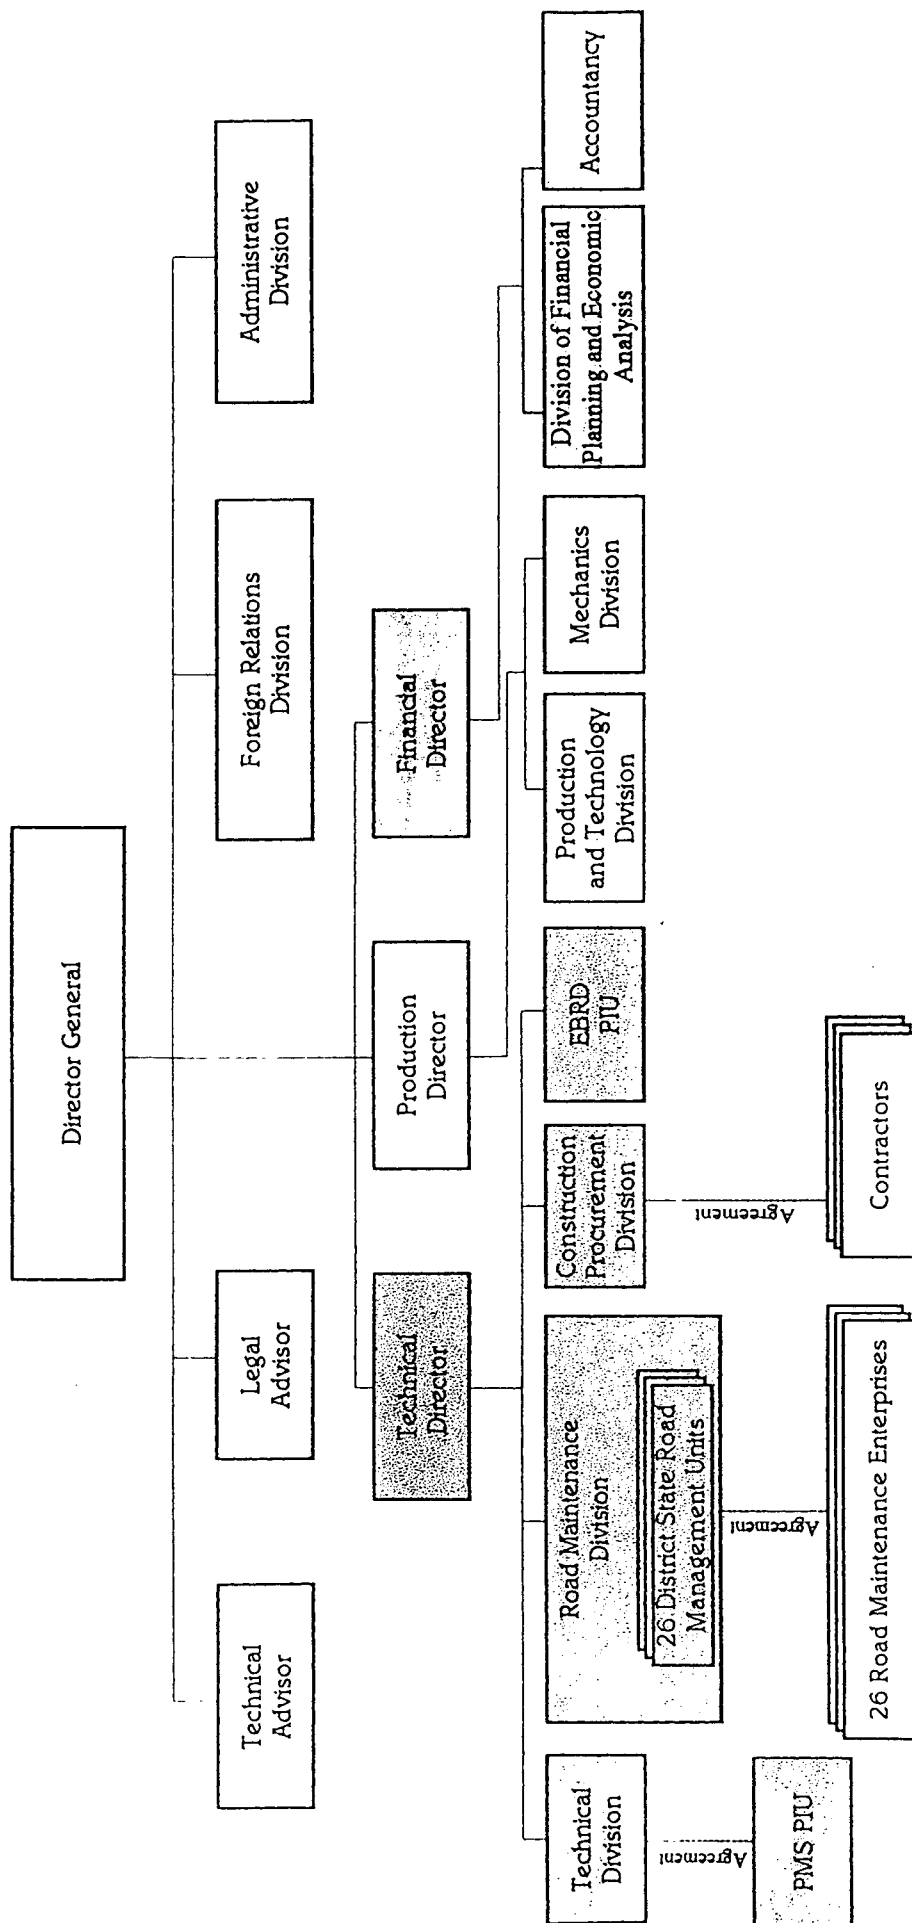 Director General
Technical
Advisor
Legal
Advisor
Foreign Relations
Division
Administrative
Division
Technical
Director
Production
Director
Financial
Director
Technical
Division
Road Maintenance
Division
26 District State Road
Management Units
Construction
Procurement
Division
EBRD
PIU
Production
and Technology
Division
Mechanics
Division
Division of Financial
Planning and Economic
Analysis
Accountancy
Agreement
Agreement
Agreement
PMS PIU
26 Road Maintenance Enterprises
Contractors